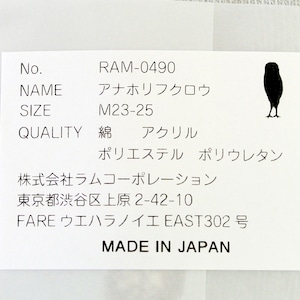 No. RAM-0490
NAME アナホリフクロウ
SIZE M23-25
QUALITY 綿 アクリル
ポリエステル ポリウレタン
株式会社ラムコーポレーション
東京都渋谷区上原 2-42-10
FARE ウエハラノイエ EAST302 号
MADE IN JAPAN